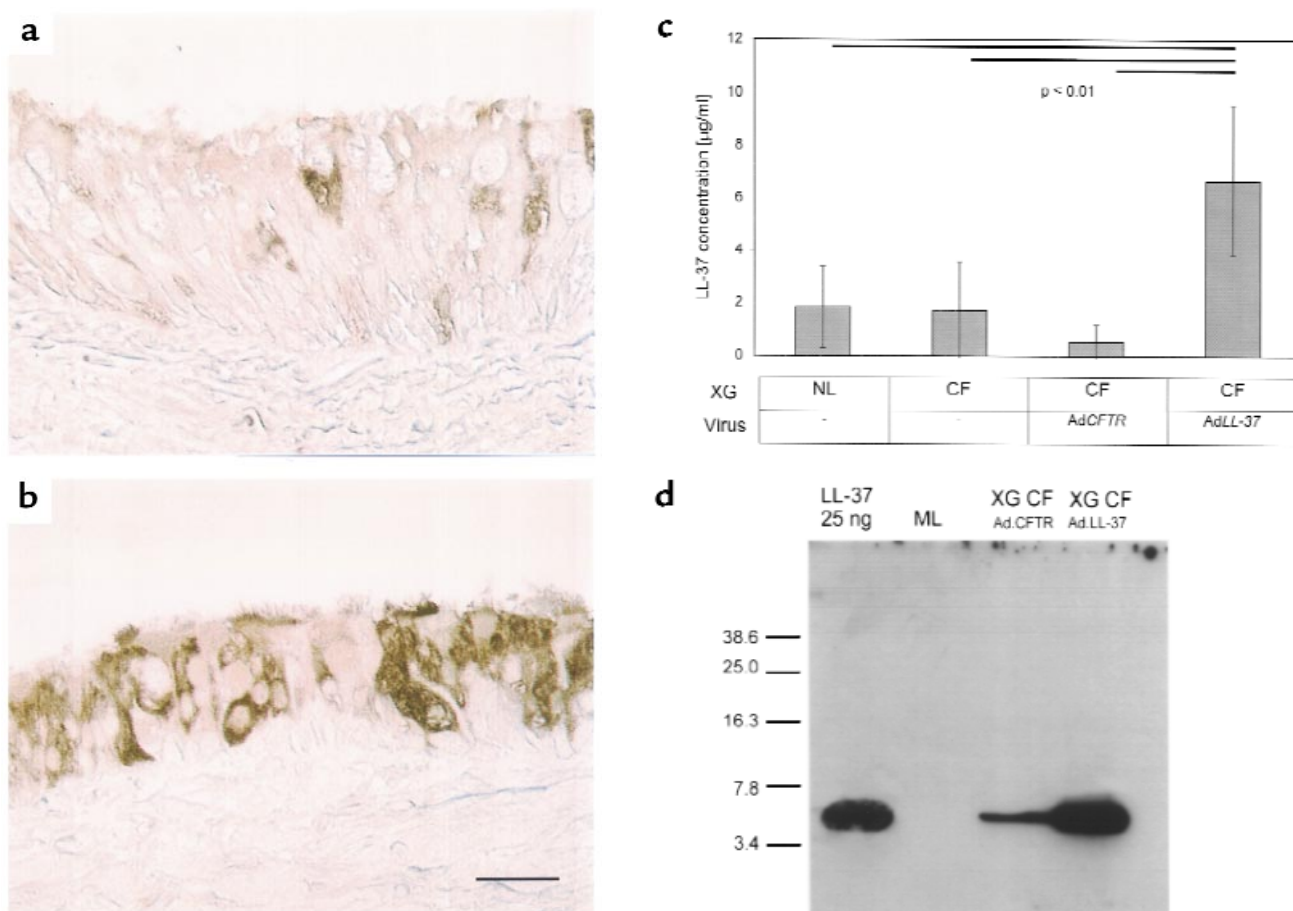 a
b
c
12
10
8
6
4
2
0
LL-37 concentration [µg/ml]
p < 0.01
XG NL CF CF CF
Virus - - AdCFTR AdLL-37
d
LL-37 ML XG CF XG CF
25 ng Ad.CFTR Ad.LL-37
38.6
25.0
16.3
7.8
3.4